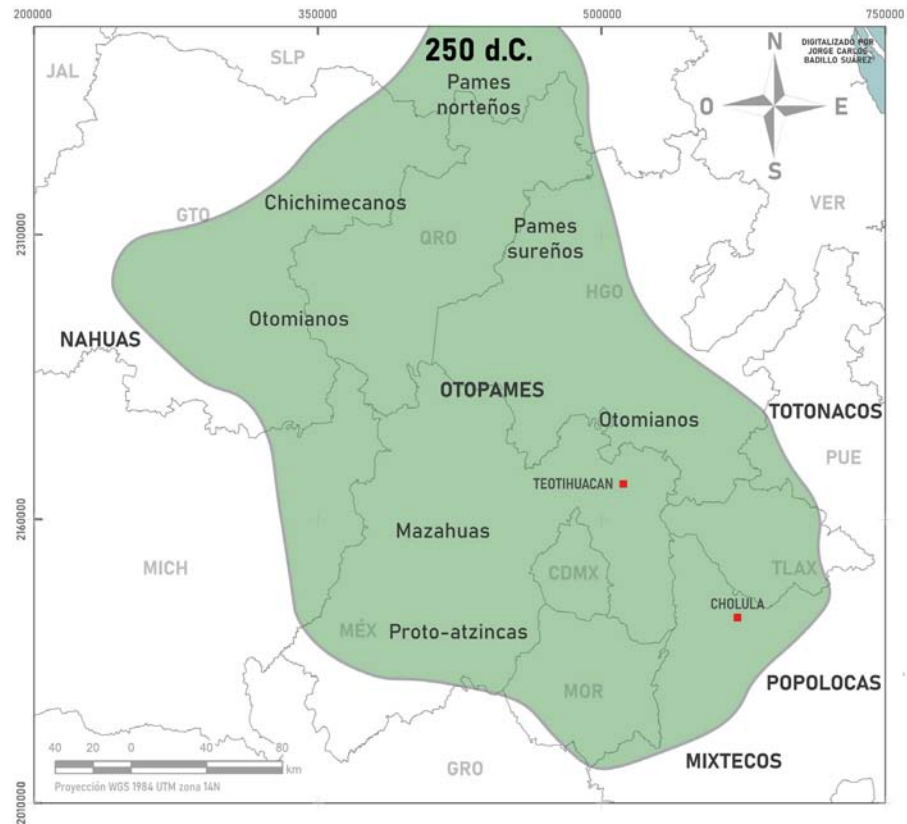 200000
350000
500000
750000
250 d.C.
DIGITALIZADO POR
JORGE CARLOS
BADILLO SUÁREZ
N
O
E
S
JAL
SLP
Pames
norteños
VER
GTO
Chichimecanos
QRO
Pames
sureños
2310000
HGO
NAHUAS
Otomianos
OTOPAMES
TOTONACOS
Otomianos
PUE
TEOTIHUACAN
2160000
Mazahuas
MICH
CDMX
TLAX
CHOLULA
MÉX
Proto-atzincas
MOR
POPOLOCAS
MIXTECOS
GRO
40 20 0 40 80
km
Proyección WGS 1984 UTM zona 14N
2010000